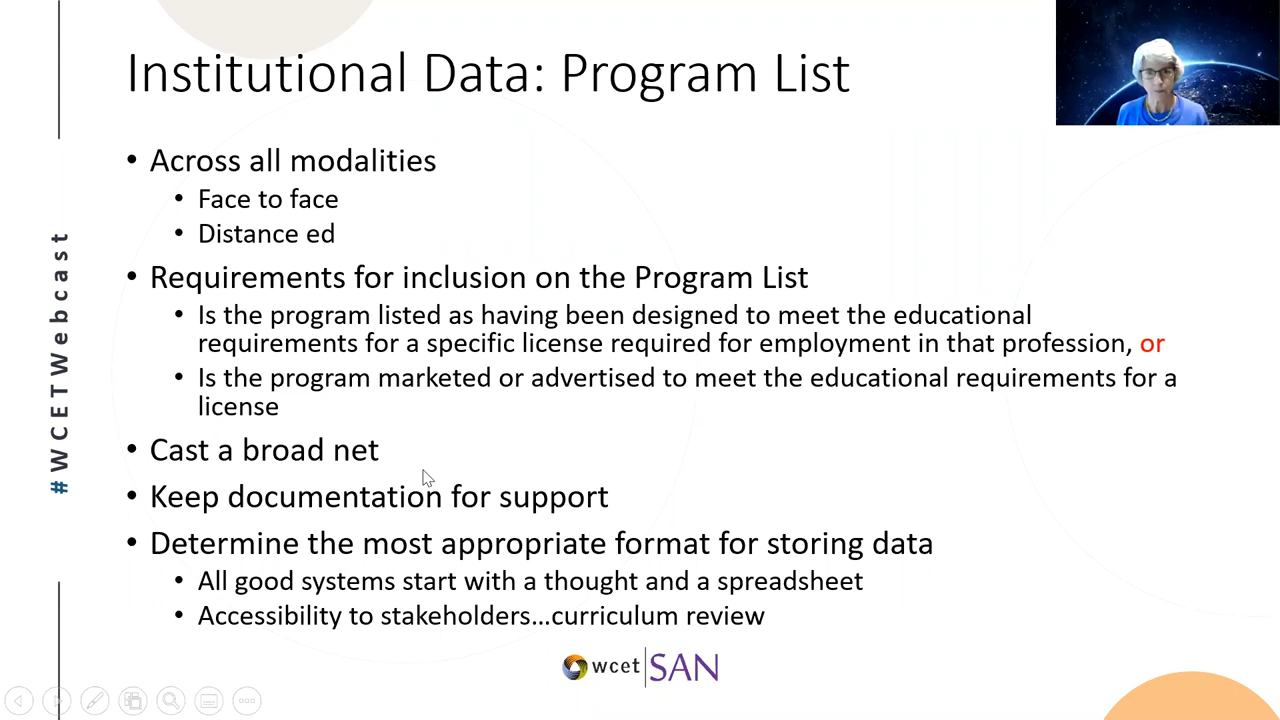 Institutional Data: Program List
• Across all modalities
• Face to face
• Distance ed
• Requirements for inclusion on the Program List
• Is the program listed as having been designed to meet the educational
requirements for a specific license required for employment in that profession, or
• Is the program marketed or advertised to meet the educational requirements for a
license
• Cast a broad net
• Keep documentation for support
• Determine the most appropriate format for storing data
• All good systems start with a thought and a spreadsheet
• Accessibility to stakeholders...curriculum review
#WCETWebcast
wcet SAN